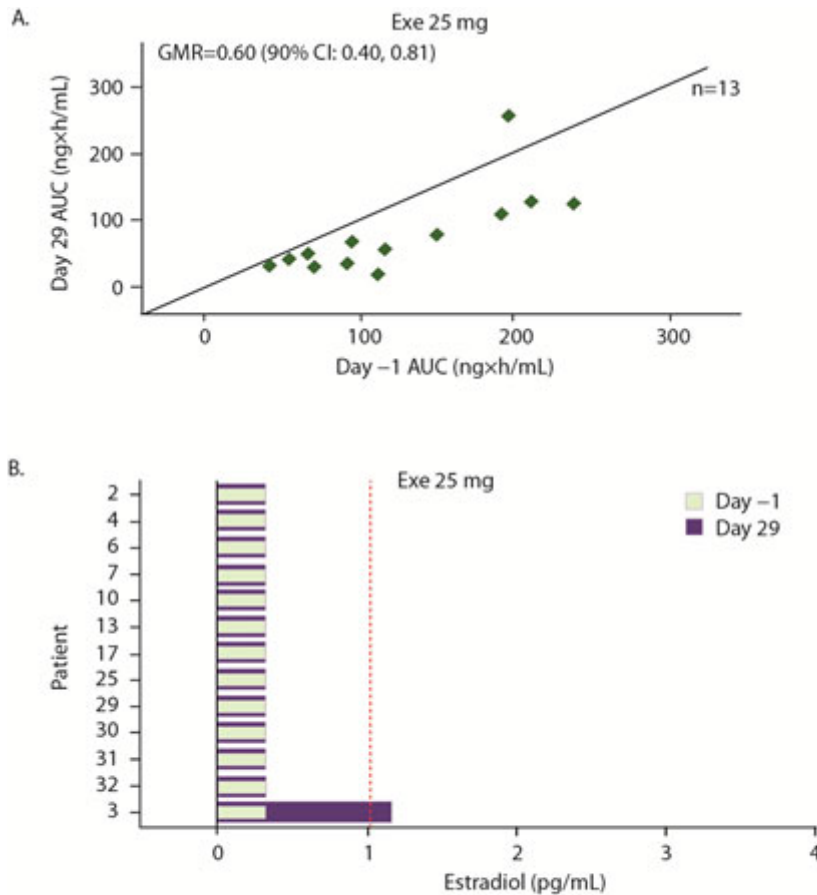 A.
Exe 25 mg
GMR=0.60 (90% CI: 0.40, 0.81)
n=13
300
200
100
0
Day 29 AUC (ng×h/mL)
0 100 200 300
Day −1 AUC (ng×h/mL)
B.
Exe 25 mg
Day −1
Day 29
Patient
2
4
6
7
10
13
17
25
29
30
31
32
3
0 1 2 3 4
Estradiol (pg/mL)